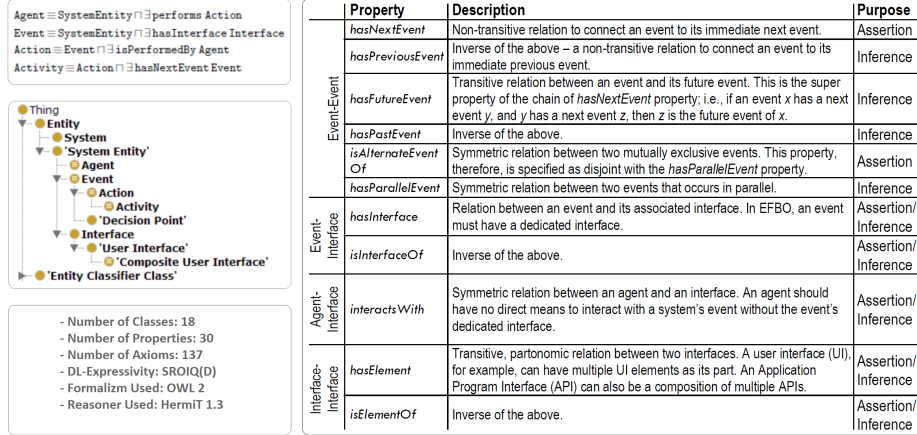 Agent ≡ SystemEntity ⊓ ∃ performs Action
Event ≡ SystemEntity ⊓ ∃ hasInterface Interface
Action ≡ Event ⊓ ∃ isPerformedBy Agent
Activity ≡ Action ⊓ ∃ hasNextEvent Event
Thing
Entity
System
'System Entity'
Agent
Event
Action
Activity
'Decision Point'
Interface
'User Interface'
'Composite User Interface'
'Entity Classifier Class'
- Number of Classes: 18
- Number of Properties: 30
- Number of Axioms: 137
- DL-Expressivity: SROIQ(D)
- Formalizm Used: OWL 2
- Reasoner Used: HermiT 1.3
Property Description Purpose
Event-Event
hasNextEvent Non-transitive relation to connect an event to its immediate next event. Assertion
hasPreviousEvent Inverse of the above – a non-transitive relation to connect an event to its
immediate previous event. Inference
hasFutureEvent Transitive relation between an event and its future event. This is the super
property of the chain of hasNextEvent property; i.e., if an event x has a next
event y, and y has a next event z, then z is the future event of x. Inference
hasPastEvent Inverse of the above. Inference
isAlternateEvent Symmetric relation between two mutually exclusive events. This property,
Of therefore, is specified as disjoint with the hasParallelEvent property. Assertion
hasParallelEvent Symmetric relation between two events that occurs in parallel. Inference
Event-
Interface
hasInterface Relation between an event and its associated interface. In EFBO, an event Assertion/
must have a dedicated interface. Inference
isInterfaceOf Inverse of the above. Assertion/
Inference
Agent-
Interface
interactsWith Symmetric relation between an agent and an interface. An agent should
have no direct means to interact with a system's event without the event's Assertion/
dedicated interface. Inference
Interface-
Interface
hasElement Transitive, partonomic relation between two interfaces. A user interface (UI),
for example, can have multiple UI elements as its part. An Application Assertion/
Program Interface (API) can also be a composition of multiple APIs. Inference
isElementOf Inverse of the above. Assertion/
Inference